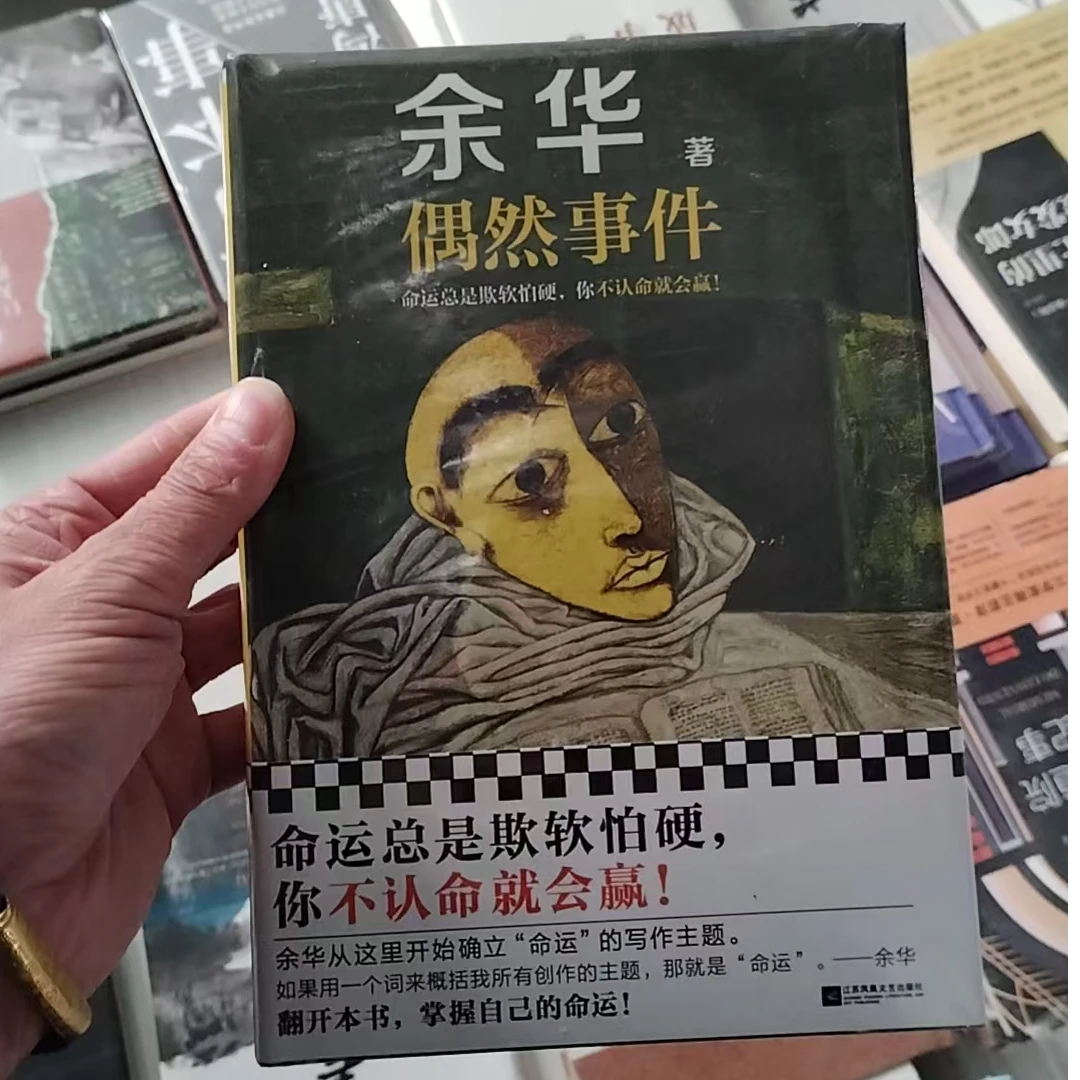 余华 著
偶然事件
命运总是欺软怕硬，你不认命就会赢！
命运总是欺软怕硬，
你不认命就会赢！
余华从这里开始确立“命运”的写作主题。
如果用一个词来概括我所有创作的主题，那就是“命运”。——余华
翻开本书，掌握自己的命运！
江苏凤凰文艺出版社